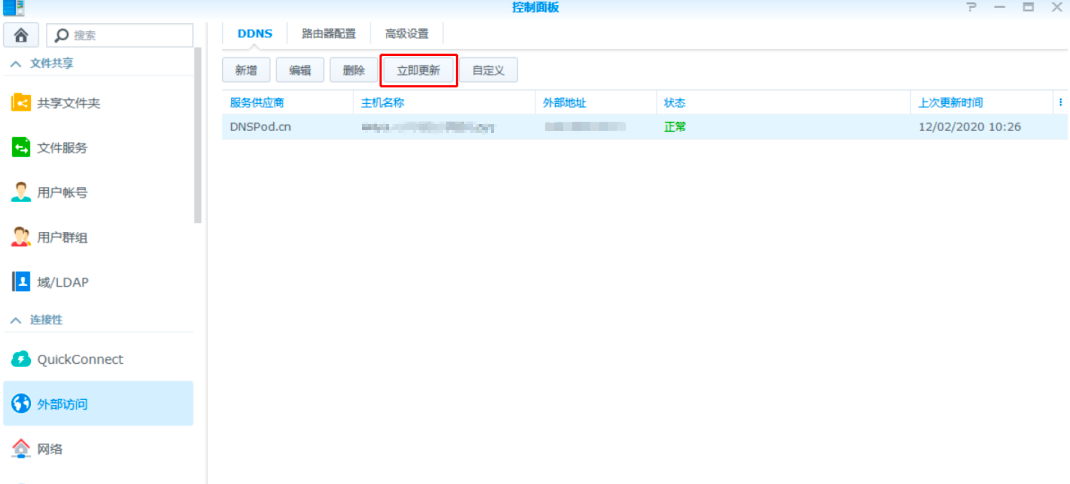 控制面板
搜索
DDNS 路由器配置 高级设置
文件共享
新增 编辑 删除 立即更新 自定义
共享文件夹
服务供应商 主机名称 外部地址 状态 上次更新时间
DNSPod.cn 正常 12/02/2020 10:26
文件服务
用户帐号
用户群组
域/LDAP
连接性
QuickConnect
外部访问
网络